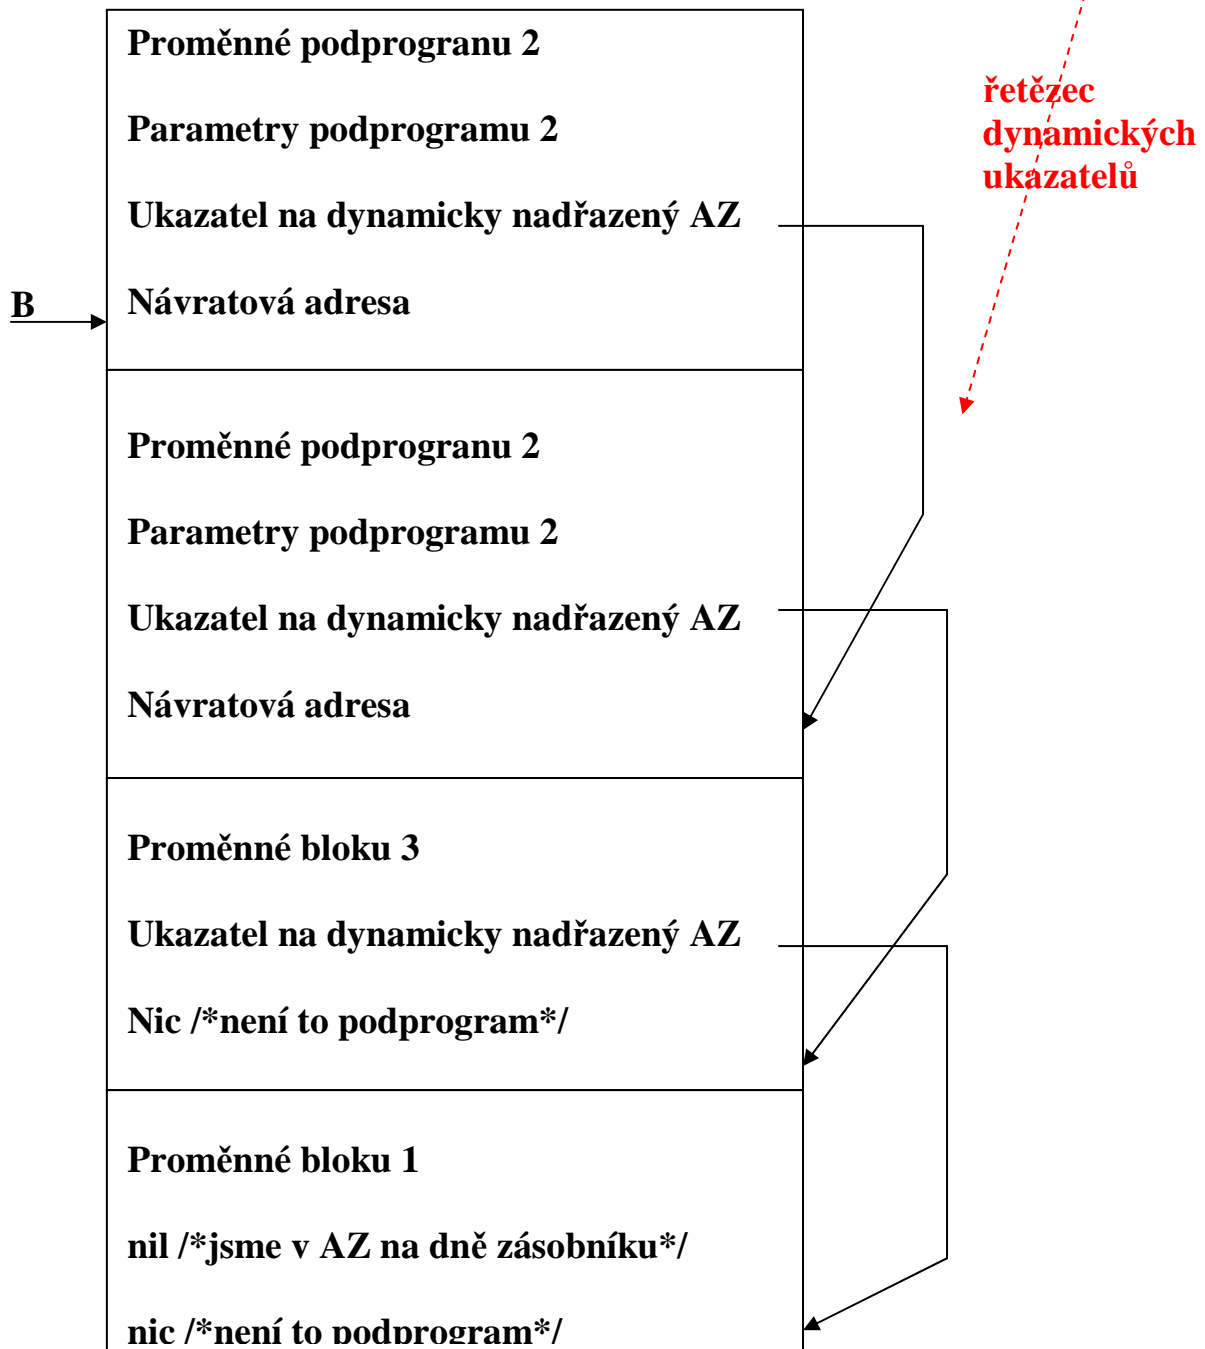 Proměnné podprogranu 2
řetězec
dynamických
ukazatelů
Parametry podprogramu 2
Ukazatel na dynamicky nadřazený AZ
B
Návratová adresa
Proměnné podprogranu 2
Parametry podprogramu 2
Ukazatel na dynamicky nadřazený AZ
Návratová adresa
Proměnné bloku 3
Ukazatel na dynamicky nadřazený AZ
Nic /*není to podprogram*/
Proměnné bloku 1
nil /*jsme v AZ na dně zásobníku*/
nic /*není to podprogram*/